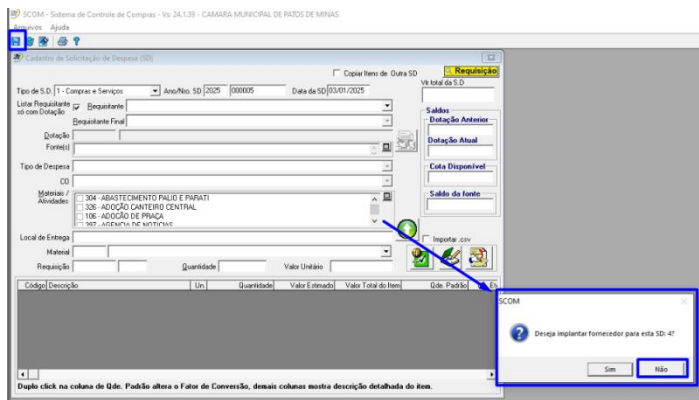 SCOM - Sistema de Controle de Compras - Vs: 24.1.39 - CAMARA MUNICIPAL DE PATOS DE MINAS
Arquivos Ajuda
Cadastro de Solicitação de Despesa (SD)
Copiar Itens de Outra SD
Requisição
Tipo de S.D. 1 - Compras e Serviços Ano/Nro. SD 2025 000005 Data da SD 03/01/2025
Vlr total da S.D
Listar Requisitante só com Dotação
Requisitante
Requisitante Final
Dotação
Fonte(s)
Tipo de Despesa
CO
Saldos
Dotação Anterior
Dotação Atual
Cota Disponível
Saldo da fonte
Materiais / Atividades
304 - ABASTECIMENTO PALIO E PARATI
326 - ADOÇÃO CANTEIRO CENTRAL
106 - ADOÇÃO DE PRAÇA
397 - AGENCIA DE NOTICIAS
Local de Entrega
Importar .csv
Material
Requisição Quantidade Valor Unitário
Código Descrição Un. Quantidade Valor Estimado Valor Total do Item Qde. Padrão
SCOM
Deseja implantar fornecedor para esta SD: 4?
Sim Não
Duplo click na coluna de Qde. Padrão altera o Fator de Conversão, demais colunas mostra descrição detalhada do item.